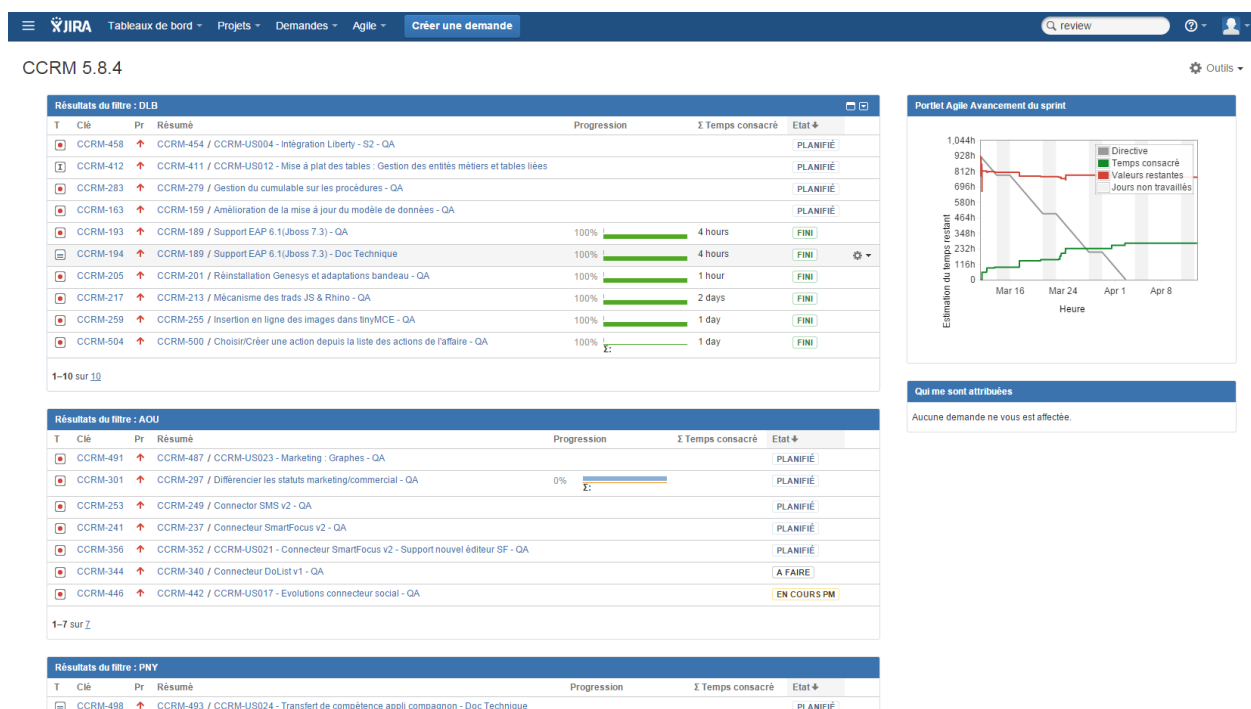 JIRA Tableaux de bord Projets Demandes Agile Créer une demande review
CCRM 5.8.4 Outils
Résultats du filtre : DLB
T Clé Pr Résumé Progression Σ Temps consacré Etat
CCRM-458 CCRM-454 / CCRM-US004 - Intégration Liberty - S2 - QA PLANIFIÉ
CCRM-412 CCRM-411 / CCRM-US012 - Mise à plat des tables : Gestion des entités métiers et tables liées PLANIFIÉ
CCRM-283 CCRM-279 / Gestion du cumulable sur les procédures - QA PLANIFIÉ
CCRM-163 CCRM-159 / Amélioration de la mise à jour du modèle de données - QA PLANIFIÉ
CCRM-193 CCRM-189 / Support EAP 6.1(Jboss 7.3) - QA 100% 4 hours FINI
CCRM-194 CCRM-189 / Support EAP 6.1(Jboss 7.3) - Doc Technique 100% 4 hours FINI
CCRM-205 CCRM-201 / Réinstallation Genesys et adaptations bandeau - QA 100% 1 hour FINI
CCRM-217 CCRM-213 / Mécanisme des trads JS & Rhino - QA 100% 2 days FINI
CCRM-259 CCRM-255 / Insertion en ligne des images dans tinyMCE - QA 100% 1 day FINI
CCRM-504 CCRM-500 / Choisir/Créer une action depuis la liste des actions de l'affaire - QA 100% Σ: 1 day FINI
1–10 sur 10
Résultats du filtre : AOU
T Clé Pr Résumé Progression Σ Temps consacré Etat
CCRM-491 CCRM-487 / CCRM-US023 - Marketing : Graphes - QA PLANIFIÉ
CCRM-301 CCRM-297 / Différencier les statuts marketing/commercial - QA 0% Σ: PLANIFIÉ
CCRM-253 CCRM-249 / Connector SMS v2 - QA PLANIFIÉ
CCRM-241 CCRM-237 / Connecteur SmartFocus v2 - QA PLANIFIÉ
CCRM-356 CCRM-352 / CCRM-US021 - Connecteur SmartFocus v2 - Support nouvel éditeur SF - QA PLANIFIÉ
CCRM-344 CCRM-340 / Connecteur DoList v1 - QA A FAIRE
CCRM-446 CCRM-442 / CCRM-US017 - Evolutions connecteur social - QA EN COURS PM
1–7 sur 7
Résultats du filtre : PNY
T Clé Pr Résumé Progression Σ Temps consacré Etat
CCRM-498 CCRM-493 / CCRM-US024 - Transfert de compétence appli compagnon - Doc Technique PLANIFIÉ
Portlet Agile Avancement du sprint
Estimation du temps restant
1,044h
928h
812h
696h
580h
464h
348h
232h
116h
0
Directive
Temps consacré
Valeurs restantes
Jours non travaillés
Mar 16 Mar 24 Apr 1 Apr 8
Heure
Qui me sont attribuées
Aucune demande ne vous est affectée.